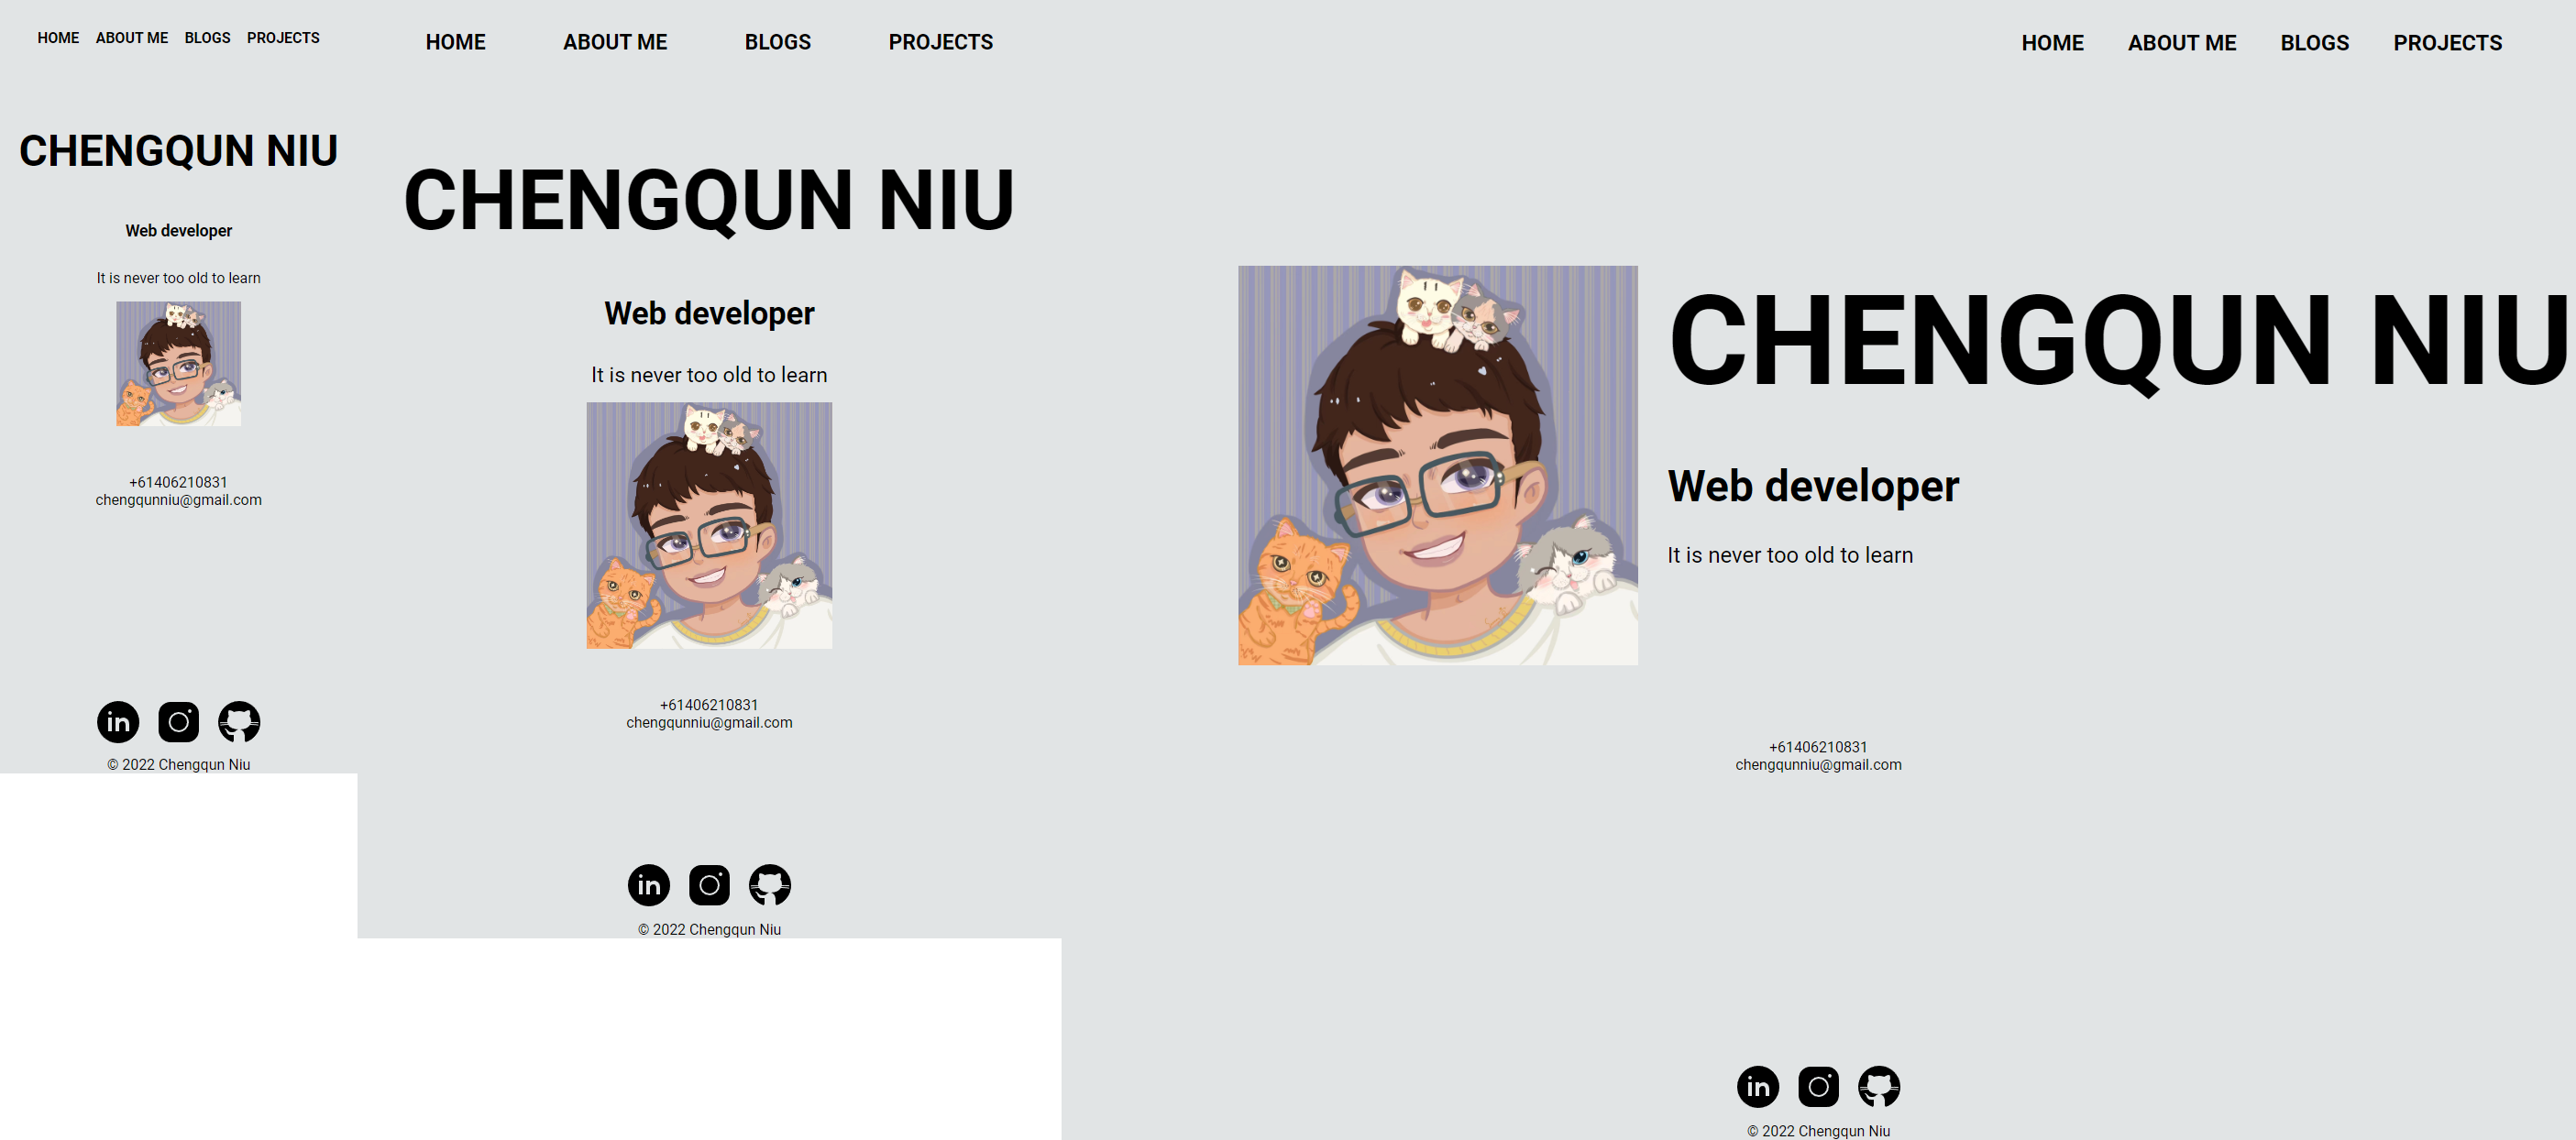 HOME ABOUT ME BLOGS PROJECTS
CHENGQUN NIU
Web developer
It is never too old to learn
+61406210831
chengqunniu@gmail.com
in
© 2022 Chengqun Niu
HOME ABOUT ME BLOGS PROJECTS
CHENGQUN NIU
Web developer
It is never too old to learn
+61406210831
chengqunniu@gmail.com
in
© 2022 Chengqun Niu
HOME ABOUT ME BLOGS PROJECTS
CHENGQUN NIU
Web developer
It is never too old to learn
+61406210831
chengqunniu@gmail.com
in
© 2022 Chengqun Niu